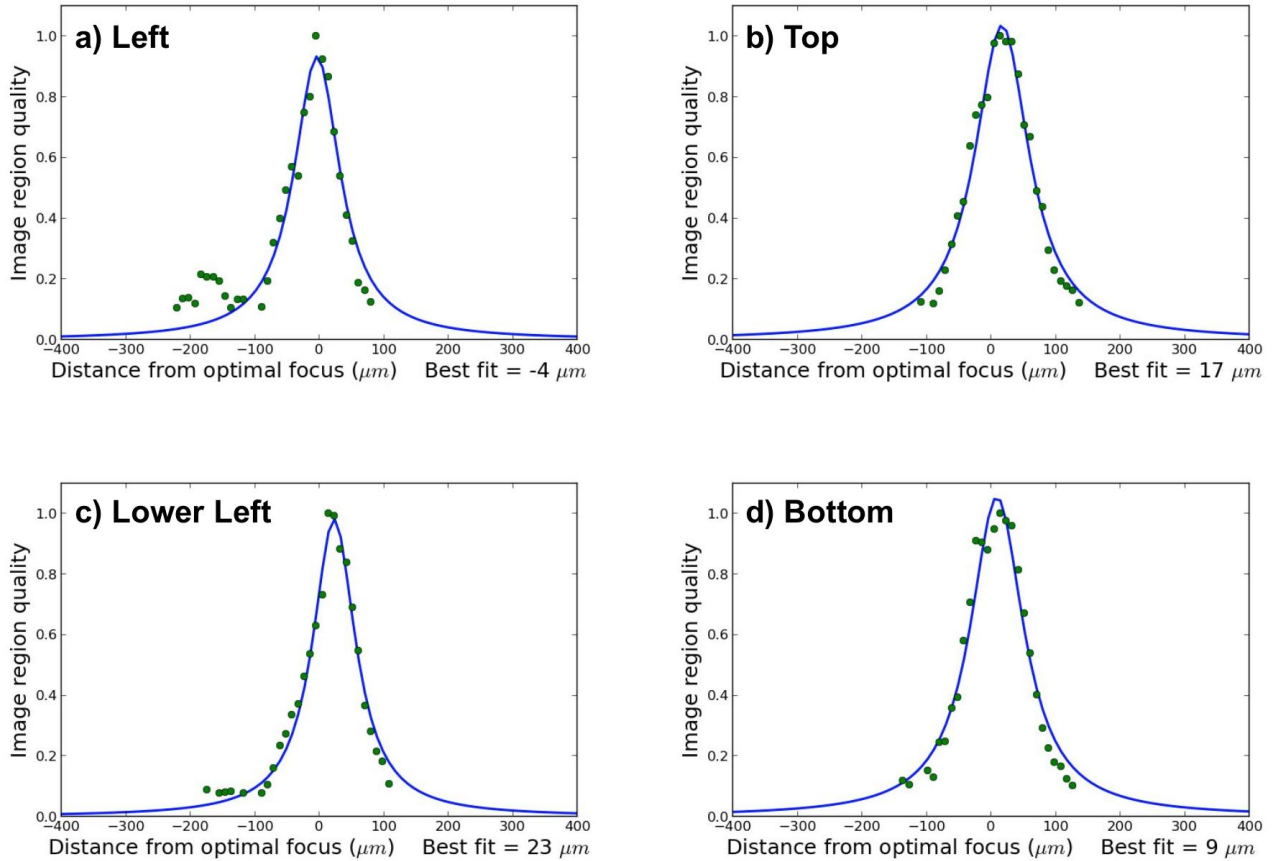 a) Left
Image region quality
1.0
0.8
0.6
0.4
0.2
0.0
−400 −300 −200 −100 0 100 200 300 400
Distance from optimal focus (μm) Best fit = -4 μm
b) Top
Image region quality
1.0
0.8
0.6
0.4
0.2
0.0
−400 −300 −200 −100 0 100 200 300 400
Distance from optimal focus (μm) Best fit = 17 μm
c) Lower Left
Image region quality
1.0
0.8
0.6
0.4
0.2
0.0
−400 −300 −200 −100 0 100 200 300 400
Distance from optimal focus (μm) Best fit = 23 μm
d) Bottom
Image region quality
1.0
0.8
0.6
0.4
0.2
0.0
−400 −300 −200 −100 0 100 200 300 400
Distance from optimal focus (μm) Best fit = 9 μm